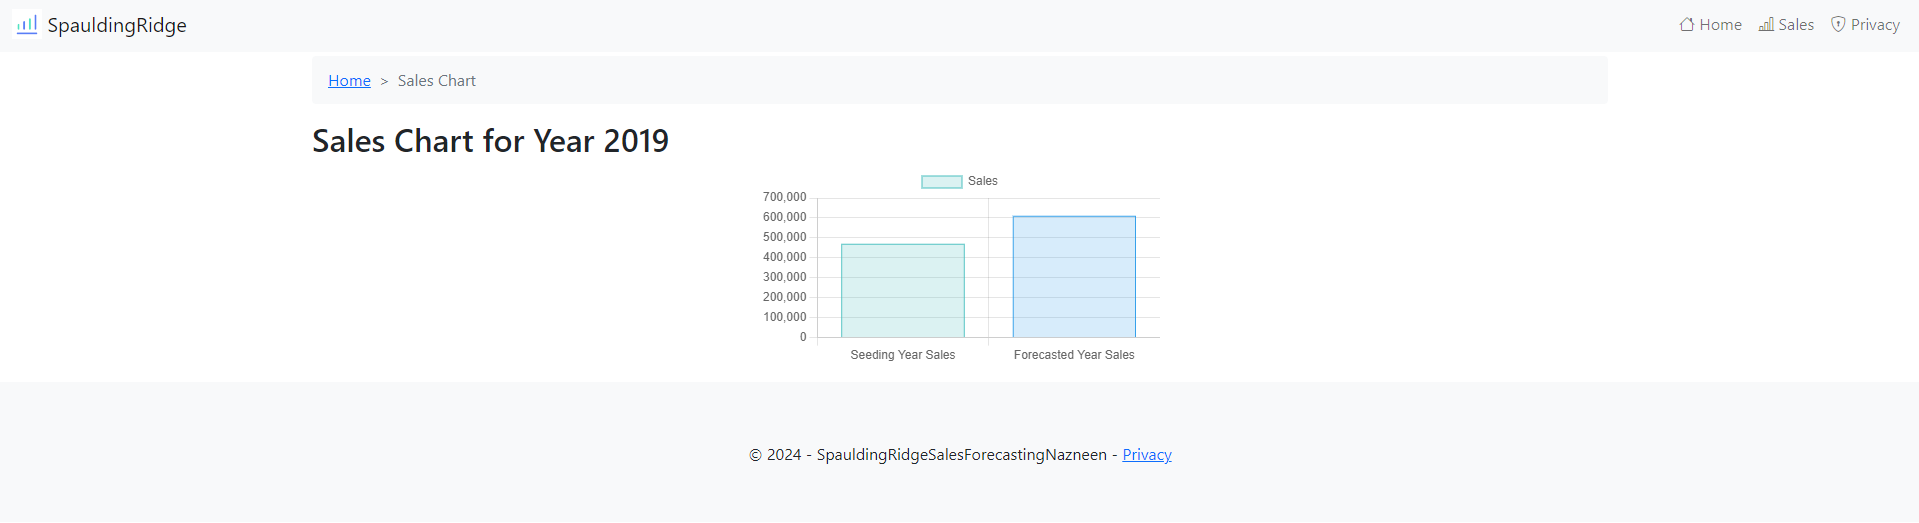 SpauldingRidge
Home Sales Privacy
Home > Sales Chart
Sales Chart for Year 2019
Sales
700,000
600,000
500,000
400,000
300,000
200,000
100,000
0
Seeding Year Sales Forecasted Year Sales
© 2024 - SpauldingRidgeSalesForecastingNazneen - Privacy